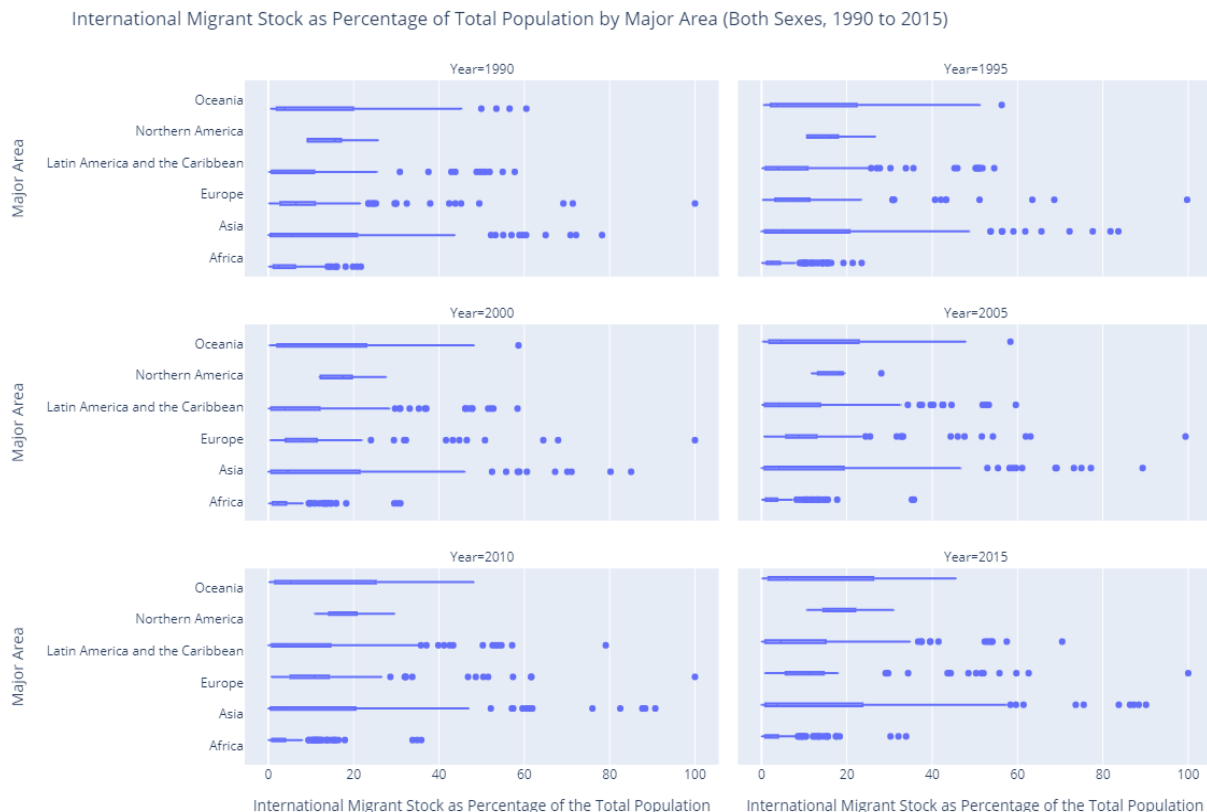 International Migrant Stock as Percentage of Total Population by Major Area (Both Sexes, 1990 to 2015)
Year=1990
Year=1995
Major Area
Oceania
Northern America
Latin America and the Caribbean
Europe
Asia
Africa
Year=2000
Year=2005
Major Area
Oceania
Northern America
Latin America and the Caribbean
Europe
Asia
Africa
Year=2010
Year=2015
Major Area
Oceania
Northern America
Latin America and the Caribbean
Europe
Asia
Africa
0 20 40 60 80 100
0 20 40 60 80 100
International Migrant Stock as Percentage of the Total Population
International Migrant Stock as Percentage of the Total Population